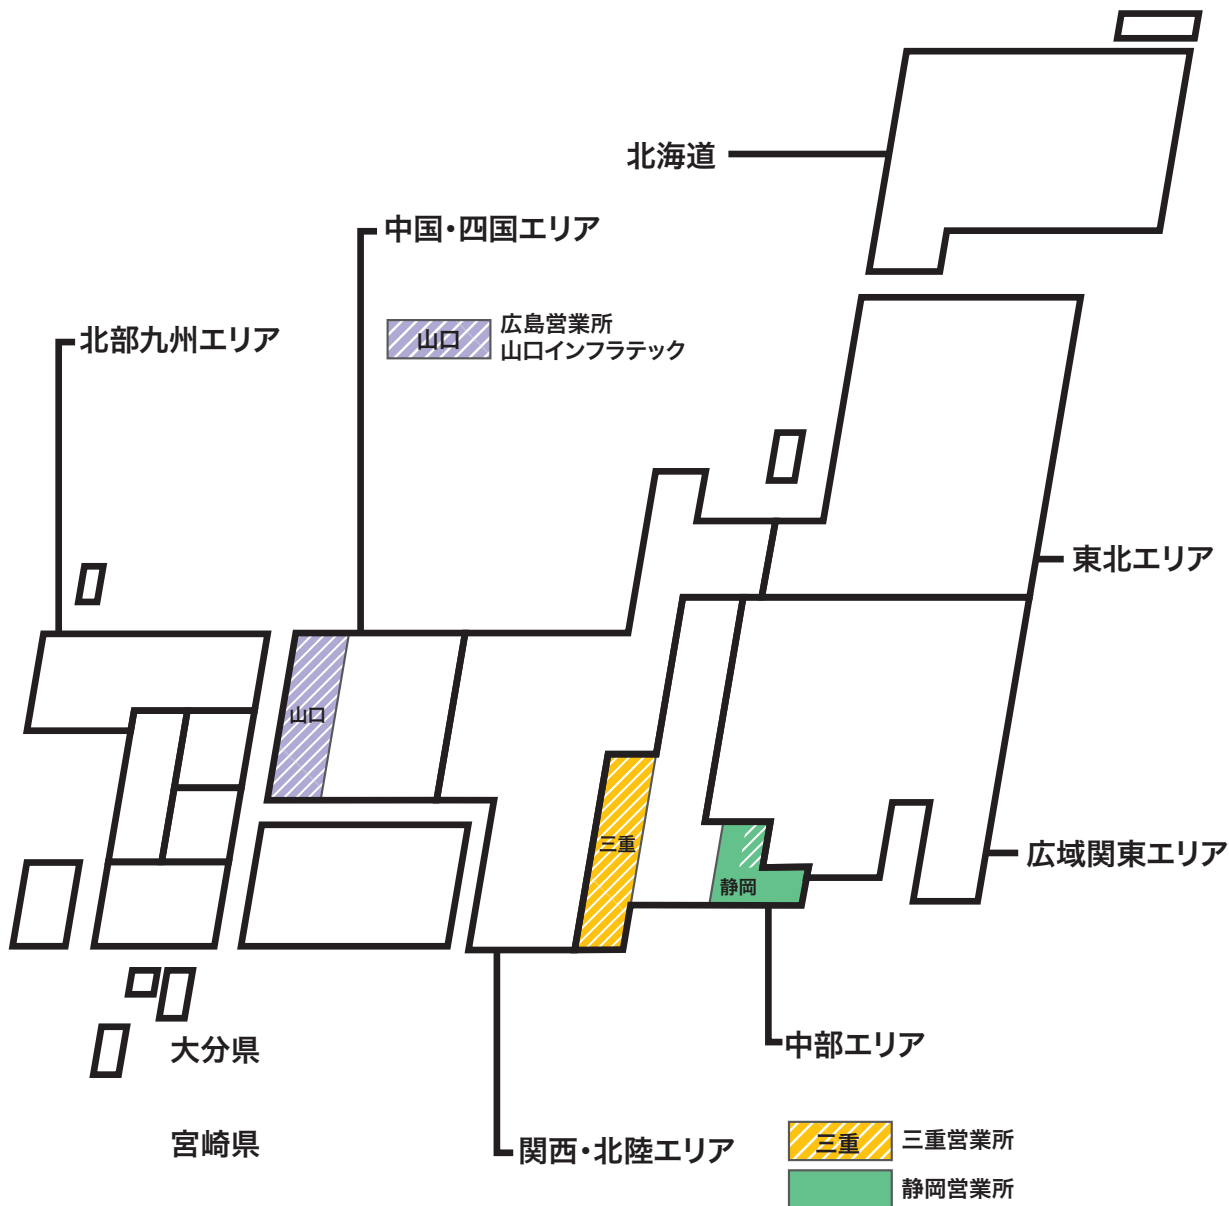 北海道
中国・四国エリア
広島営業所
山口
山口インフラテック
北部九州エリア
東北エリア
山口
三重
広域関東エリア
静岡
中部エリア
大分県
宮崎県
関西・北陸エリア
三重
三重営業所
静岡営業所